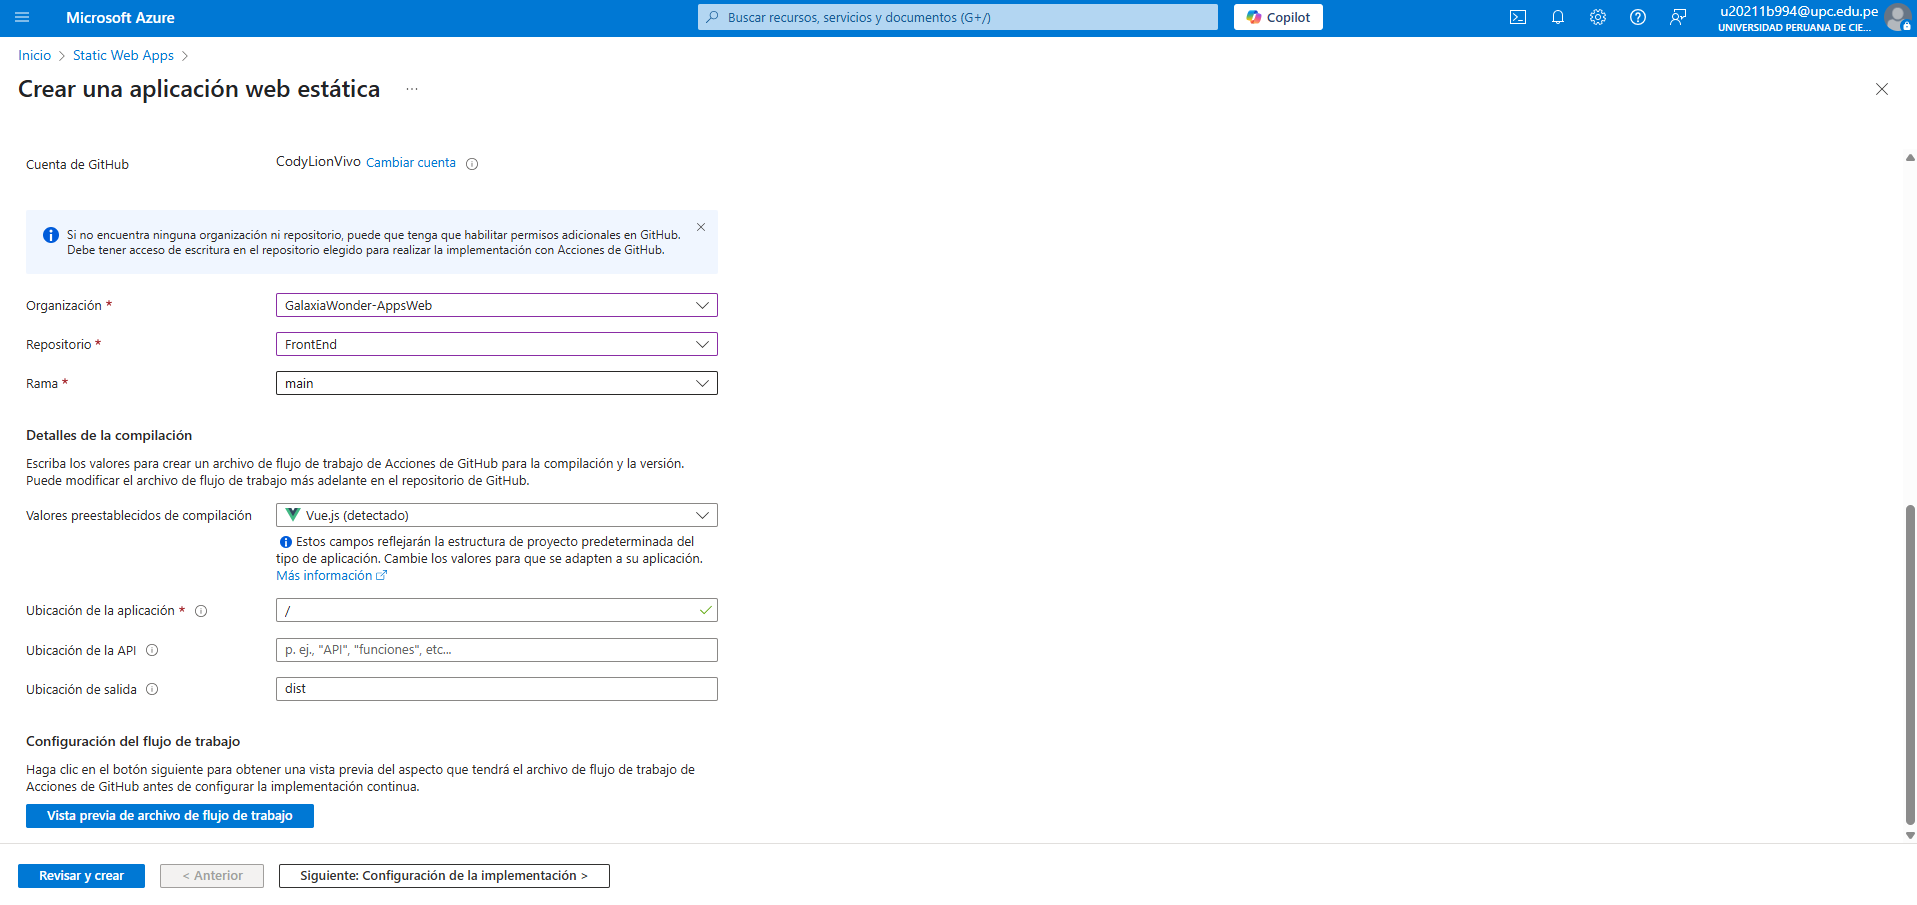 Microsoft Azure
Buscar recursos, servicios y documentos (G+/)
Copilot
u20211b994@upc.edu.pe
UNIVERSIDAD PERUANA DE CIE...
Inicio > Static Web Apps >
Crear una aplicación web estática ...
Cuenta de GitHub
CodyLionVivo Cambiar cuenta
Si no encuentra ninguna organización ni repositorio, puede que tenga que habilitar permisos adicionales en GitHub.
Debe tener acceso de escritura en el repositorio elegido para realizar la implementación con Acciones de GitHub.
Organización *
GalaxiaWonder-AppsWeb
Repositorio *
FrontEnd
Rama *
main
Detalles de la compilación
Escriba los valores para crear un archivo de flujo de trabajo de Acciones de GitHub para la compilación y la versión.
Puede modificar el archivo de flujo de trabajo más adelante en el repositorio de GitHub.
Valores preestablecidos de compilación
Vue.js (detectado)
Estos campos reflejarán la estructura de proyecto predeterminada del
tipo de aplicación. Cambie los valores para que se adapten a su aplicación.
Más información
Ubicación de la aplicación *
/
Ubicación de la API
p. ej., "API", "funciones", etc...
Ubicación de salida
dist
Configuración del flujo de trabajo
Haga clic en el botón siguiente para obtener una vista previa del aspecto que tendrá el archivo de flujo de trabajo de
Acciones de GitHub antes de configurar la implementación continua.
Vista previa de archivo de flujo de trabajo
Revisar y crear
< Anterior
Siguiente: Configuración de la implementación >